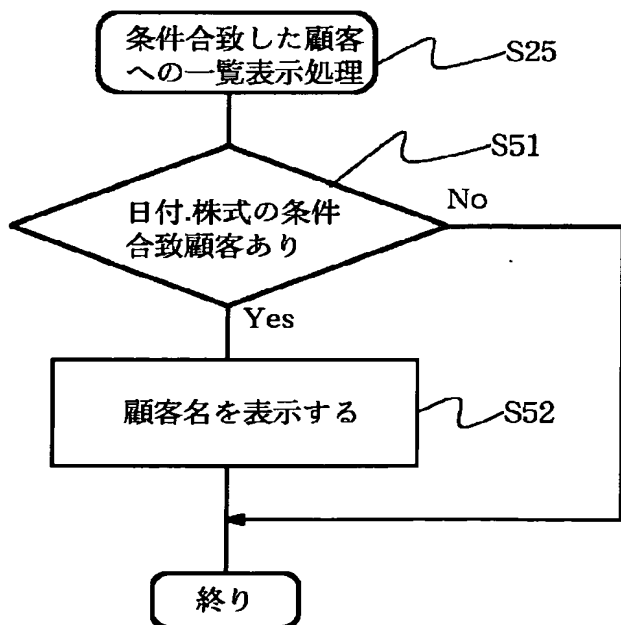 条件合致した顧客
への一覧表示処理
S25
S51
日付.株式の条件
合致顧客あり
No
Yes
顧客名を表示する
S52
終り